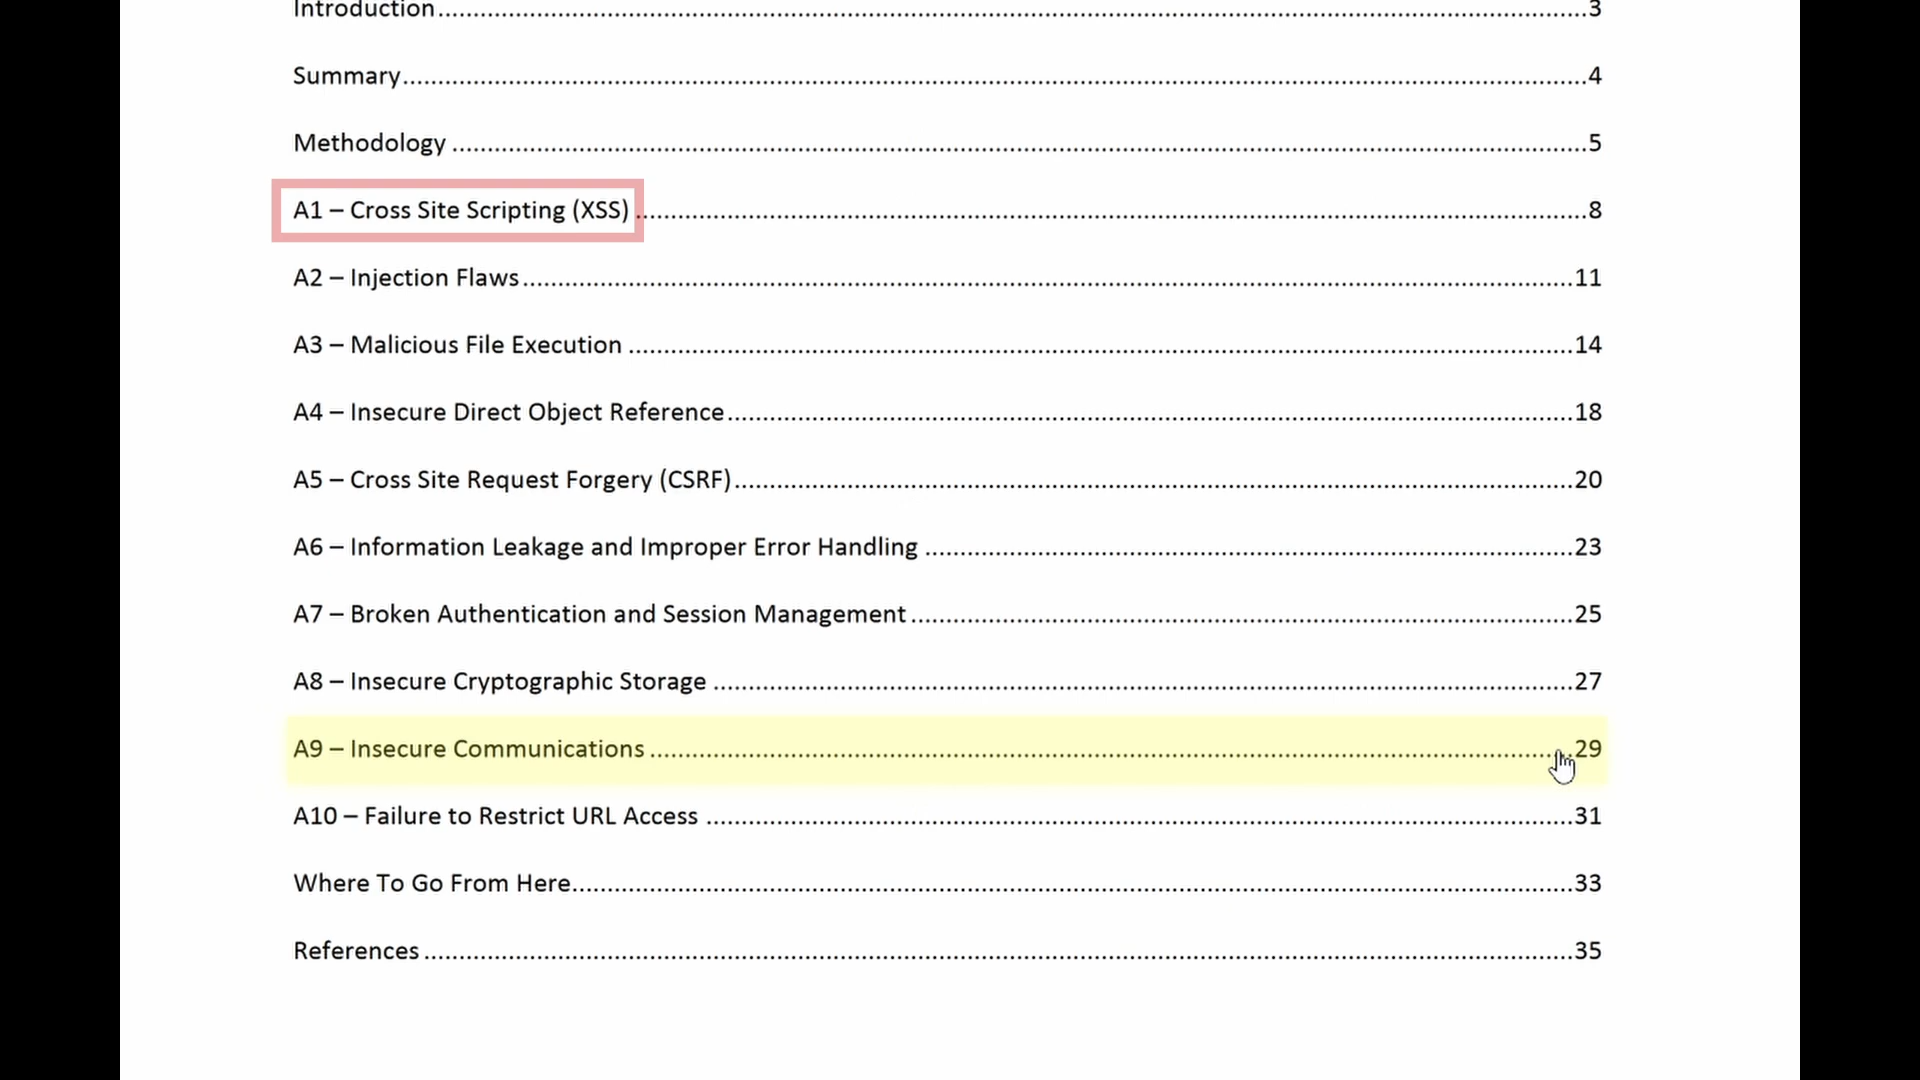 Introduction...3
Summary...4
Methodology...5
A1 – Cross Site Scripting (XSS)...8
A2 – Injection Flaws...11
A3 – Malicious File Execution...14
A4 – Insecure Direct Object Reference...18
A5 – Cross Site Request Forgery (CSRF)...20
A6 – Information Leakage and Improper Error Handling...23
A7 – Broken Authentication and Session Management...25
A8 – Insecure Cryptographic Storage...27
A9 – Insecure Communications...29
A10 – Failure to Restrict URL Access...31
Where To Go From Here...33
References...35